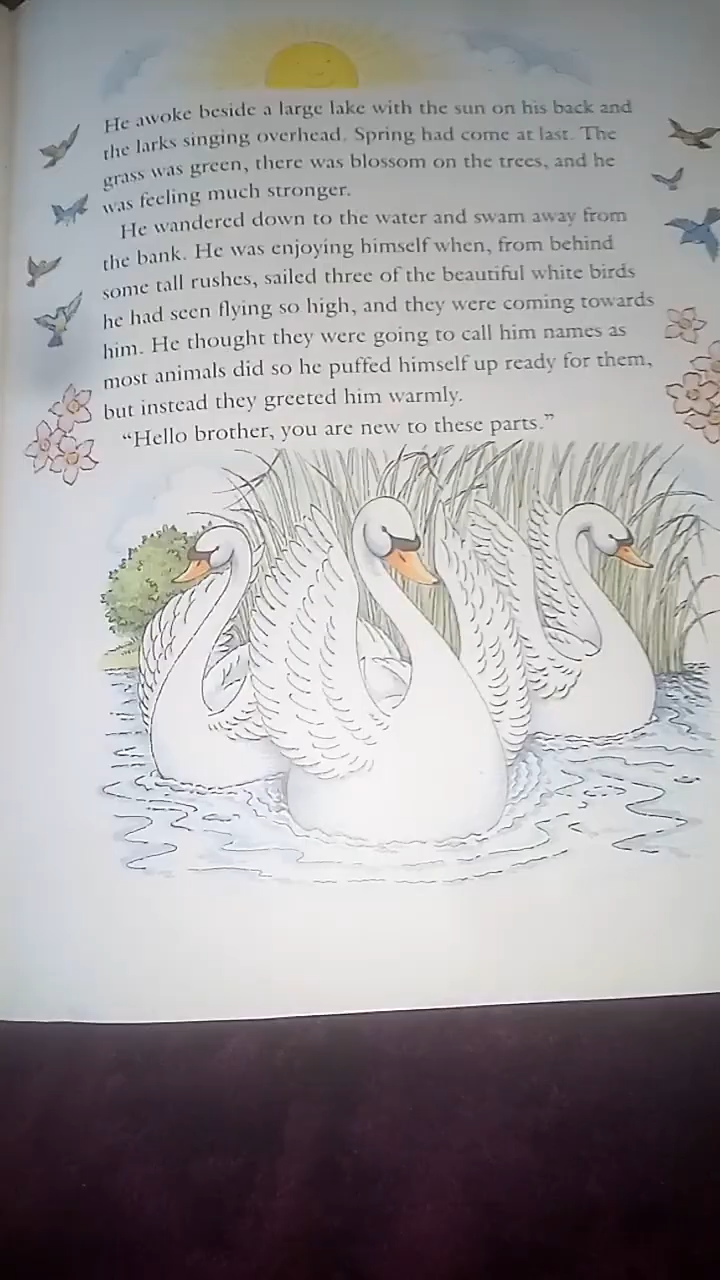 He awoke beside a large lake with the sun on his back and
the larks singing overhead. Spring had come at last. The
grass was green, there was blossom on the trees, and he
was feeling much stronger.
He wandered down to the water and swam away from
the bank. He was enjoying himself when, from behind
some tall rushes, sailed three of the beautiful white birds
he had seen flying so high, and they were coming towards
him. He thought they were going to call him names as
most animals did so he puffed himself up ready for them,
but instead they greeted him warmly.
“Hello brother, you are new to these parts.”